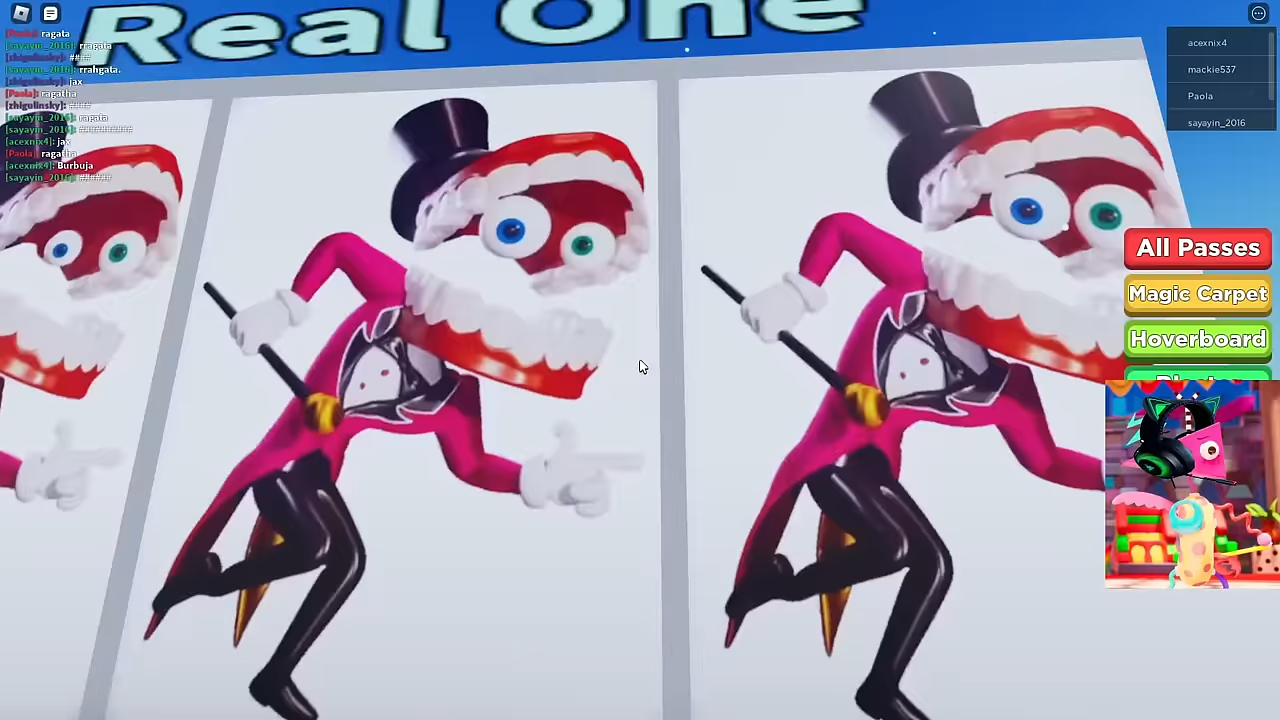 Real One
[Paola]: ragata
[sayayin_2016]: rragata
[zhigulinsky]: ####
[sayayin_2016]: rrahgata.
[zhigulinsky]: jax
[Paola]: ragatha
[zhigulinsky]: ####
[sayayin_2016]: ragata
[sayayin_2016]: ##########
[acexnix4]: jax
[Paola]: ragatha
[acexnix4]: Burbuja
[sayayin_2016]: ######
acexnix4
mackie537
Paola
sayayin_2016
All Passes
Magic Carpet
Hoverboard